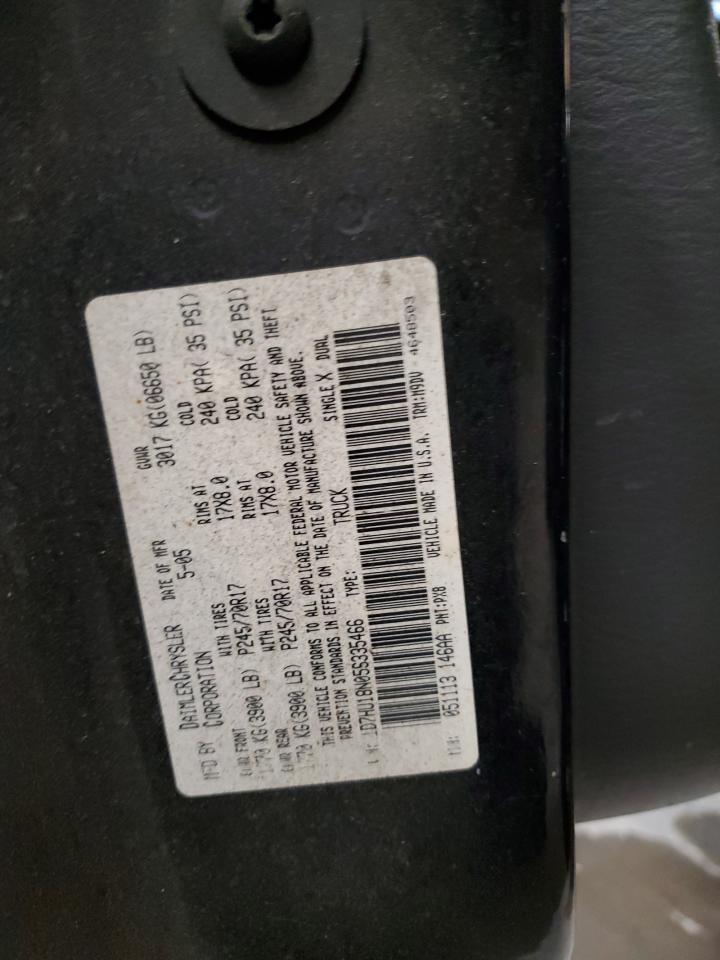 MFD BY DAIMLERCHRYSLER CORPORATION DATE OF MFR 5-05 GVWR 3017 KG(06650 LB)
GAWR FRONT WITH TIRES RIMS AT COLD
1770 KG(3900 LB) P245/70R17 17X8.0 240 KPA( 35 PSI)
GAWR REAR WITH TIRES RIMS AT COLD
1770 KG(3900 LB) P245/70R17 17X8.0 240 KPA( 35 PSI)
THIS VEHICLE CONFORMS TO ALL APPLICABLE FEDERAL MOTOR VEHICLE SAFETY AND THEFT
PREVENTION STANDARDS IN EFFECT ON THE DATE OF MANUFACTURE SHOWN ABOVE.
1D7HU18N05S335466 TYPE: TRUCK SINGLE X DUAL
051113 146AA PNT:PX8 VEHICLE MADE IN U.S.A. TRM:M9DV 4648503